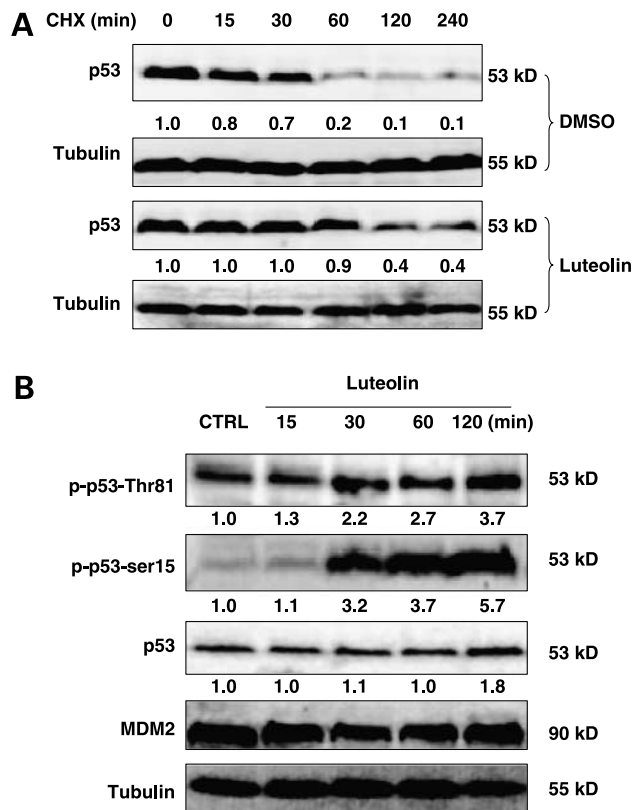 A
CHX (min) 0 15 30 60 120 240
p53 53 kD
1.0 0.8 0.7 0.2 0.1 0.1
DMSO
Tubulin 55 kD
p53 53 kD
1.0 1.0 1.0 0.9 0.4 0.4
Luteolin
Tubulin 55 kD
B
Luteolin
CTRL 15 30 60 120 (min)
p-p53-Thr81 53 kD
1.0 1.3 2.2 2.7 3.7
p-p53-ser15 53 kD
1.0 1.1 3.2 3.7 5.7
p53 53 kD
1.0 1.0 1.1 1.0 1.8
MDM2 90 kD
Tubulin 55 kD